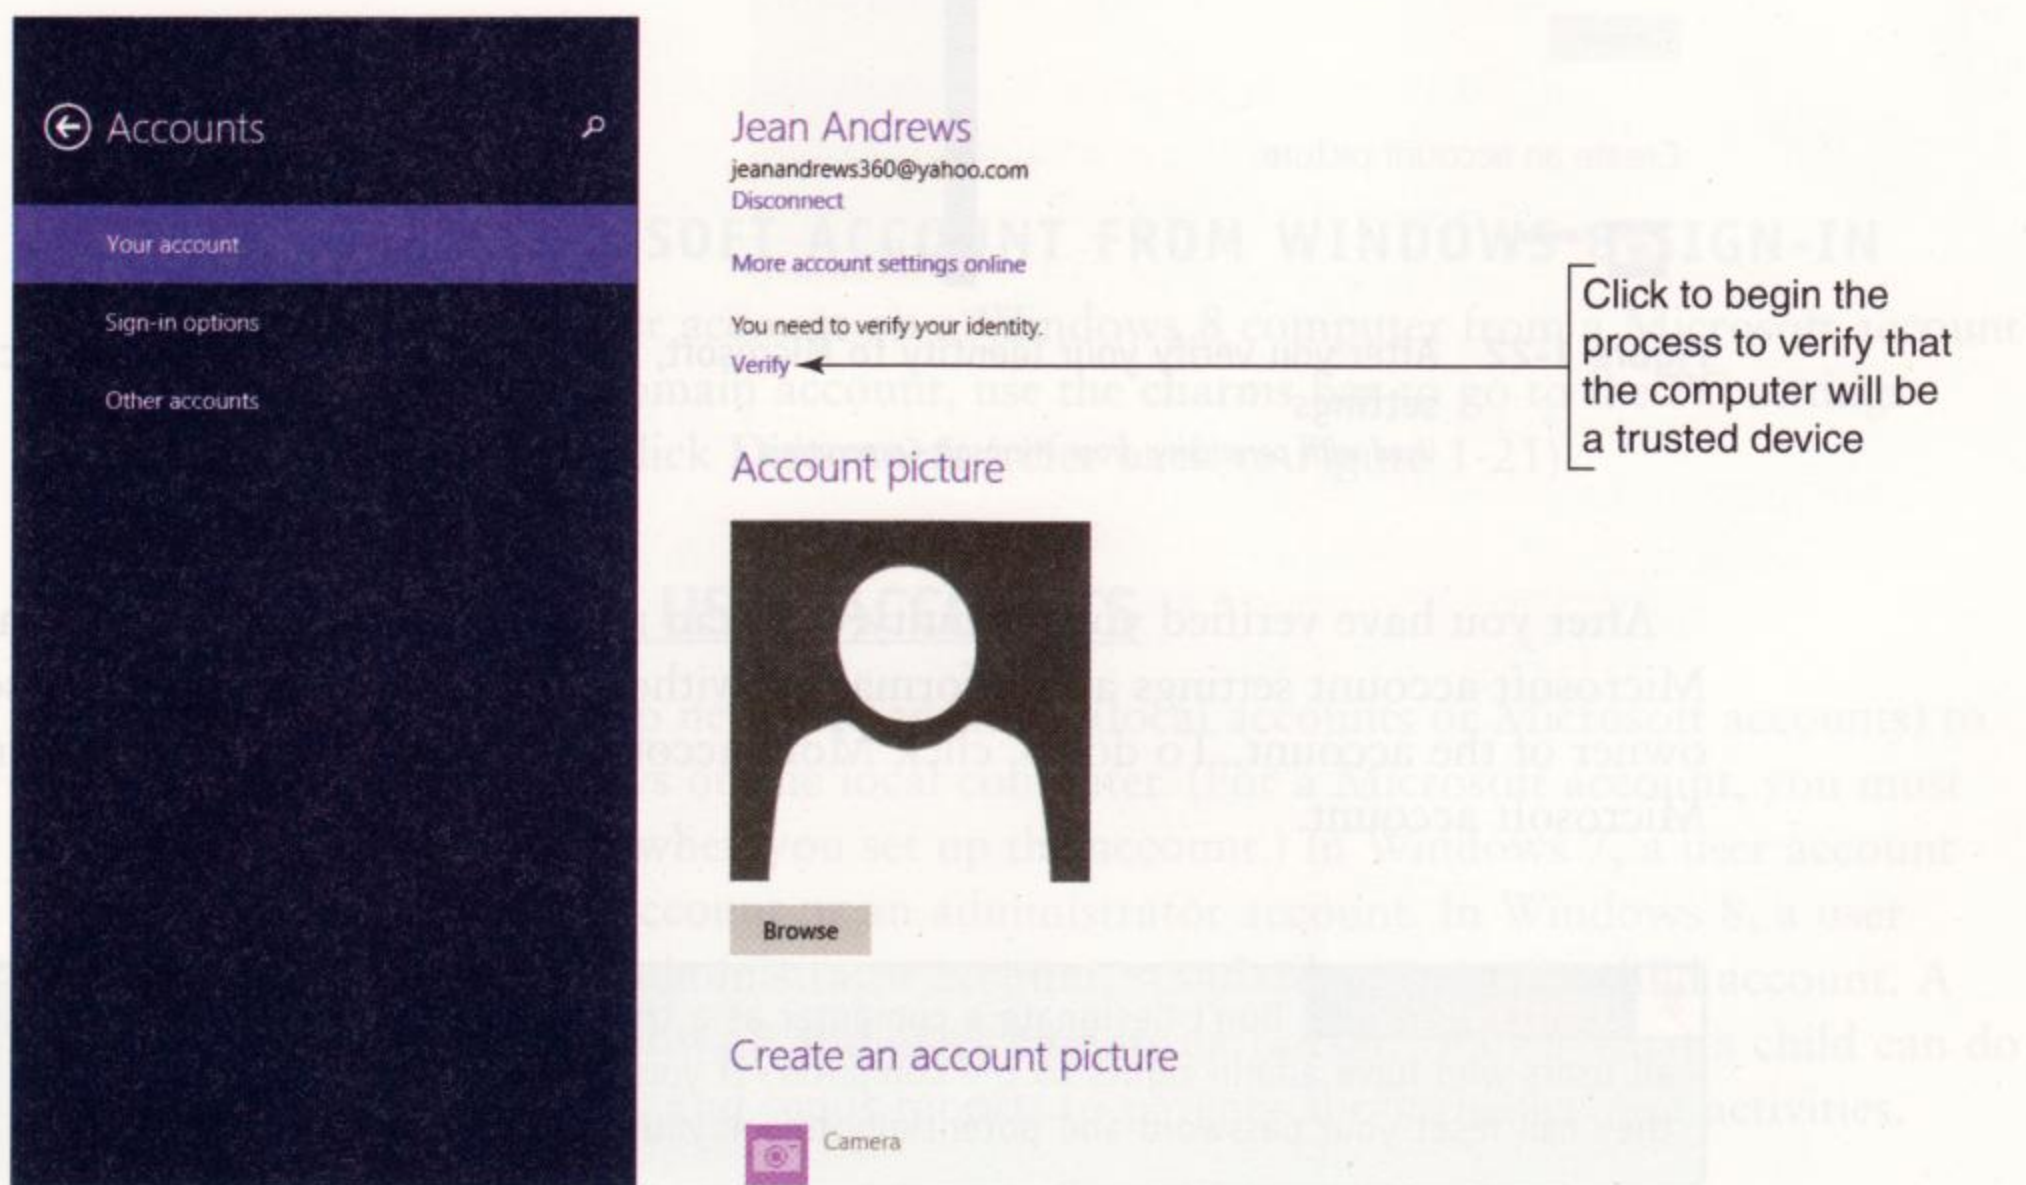 Accounts
Your account
Sign-in options
Other accounts
Jean Andrews
jeanandrews360@yahoo.com
Disconnect
More account settings online
You need to verify your identity.
Verify
Click to begin the
process to verify that
the computer will be
a trusted device
Account picture
Browse
Create an account picture
Camera